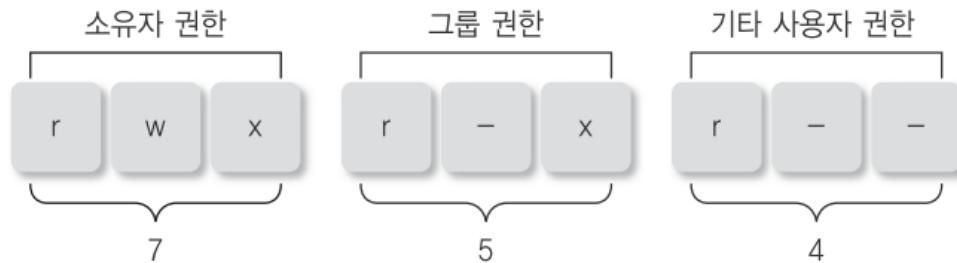 소유자 권한 그룹 권한 기타 사용자 권한
r w x r – x r – –
7 5 4